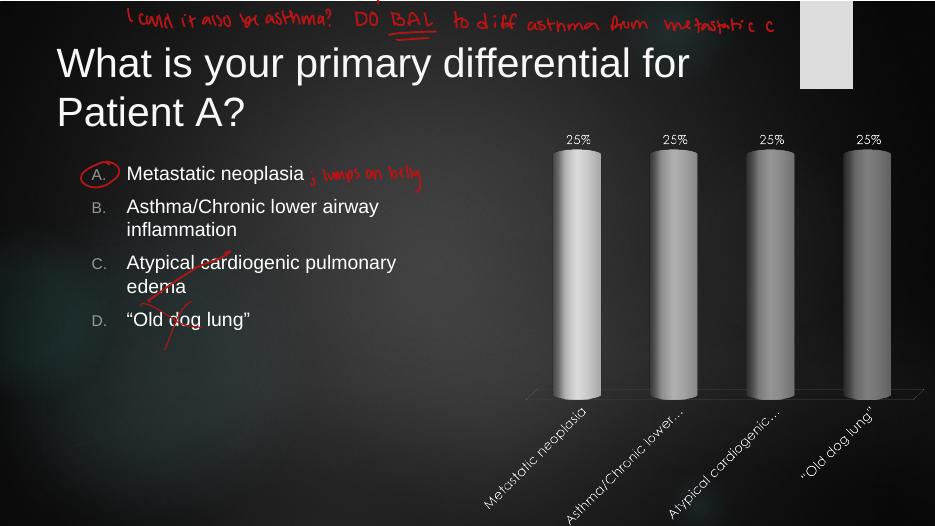 ( could it also be asthma? DO BAL to diff asthma from metastatic c
What is your primary differential for
Patient A?
A. Metastatic neoplasia ; lumps on belly
B. Asthma/Chronic lower airway
inflammation
C. Atypical cardiogenic pulmonary
edema
D. “Old dog lung”
25% 25% 25% 25%
Metastatic neoplasia
Asthma/Chronic lower...
Atypical cardiogenic...
“Old dog lung”